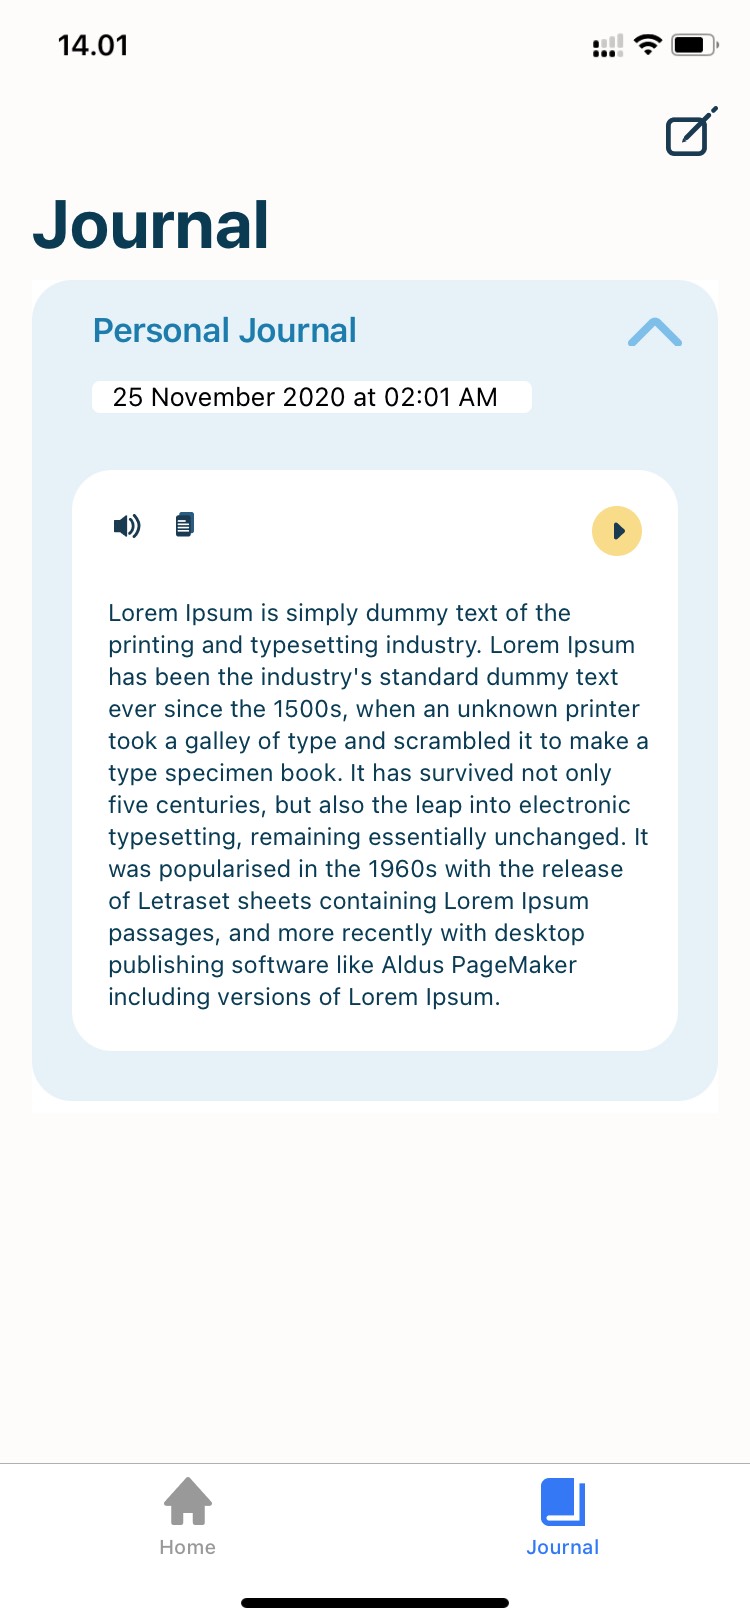 14.01
Journal
Personal Journal
25 November 2020 at 02:01 AM
Lorem Ipsum is simply dummy text of the
printing and typesetting industry. Lorem Ipsum
has been the industry's standard dummy text
ever since the 1500s, when an unknown printer
took a galley of type and scrambled it to make a
type specimen book. It has survived not only
five centuries, but also the leap into electronic
typesetting, remaining essentially unchanged. It
was popularised in the 1960s with the release
of Letraset sheets containing Lorem Ipsum
passages, and more recently with desktop
publishing software like Aldus PageMaker
including versions of Lorem Ipsum.
Home
Journal